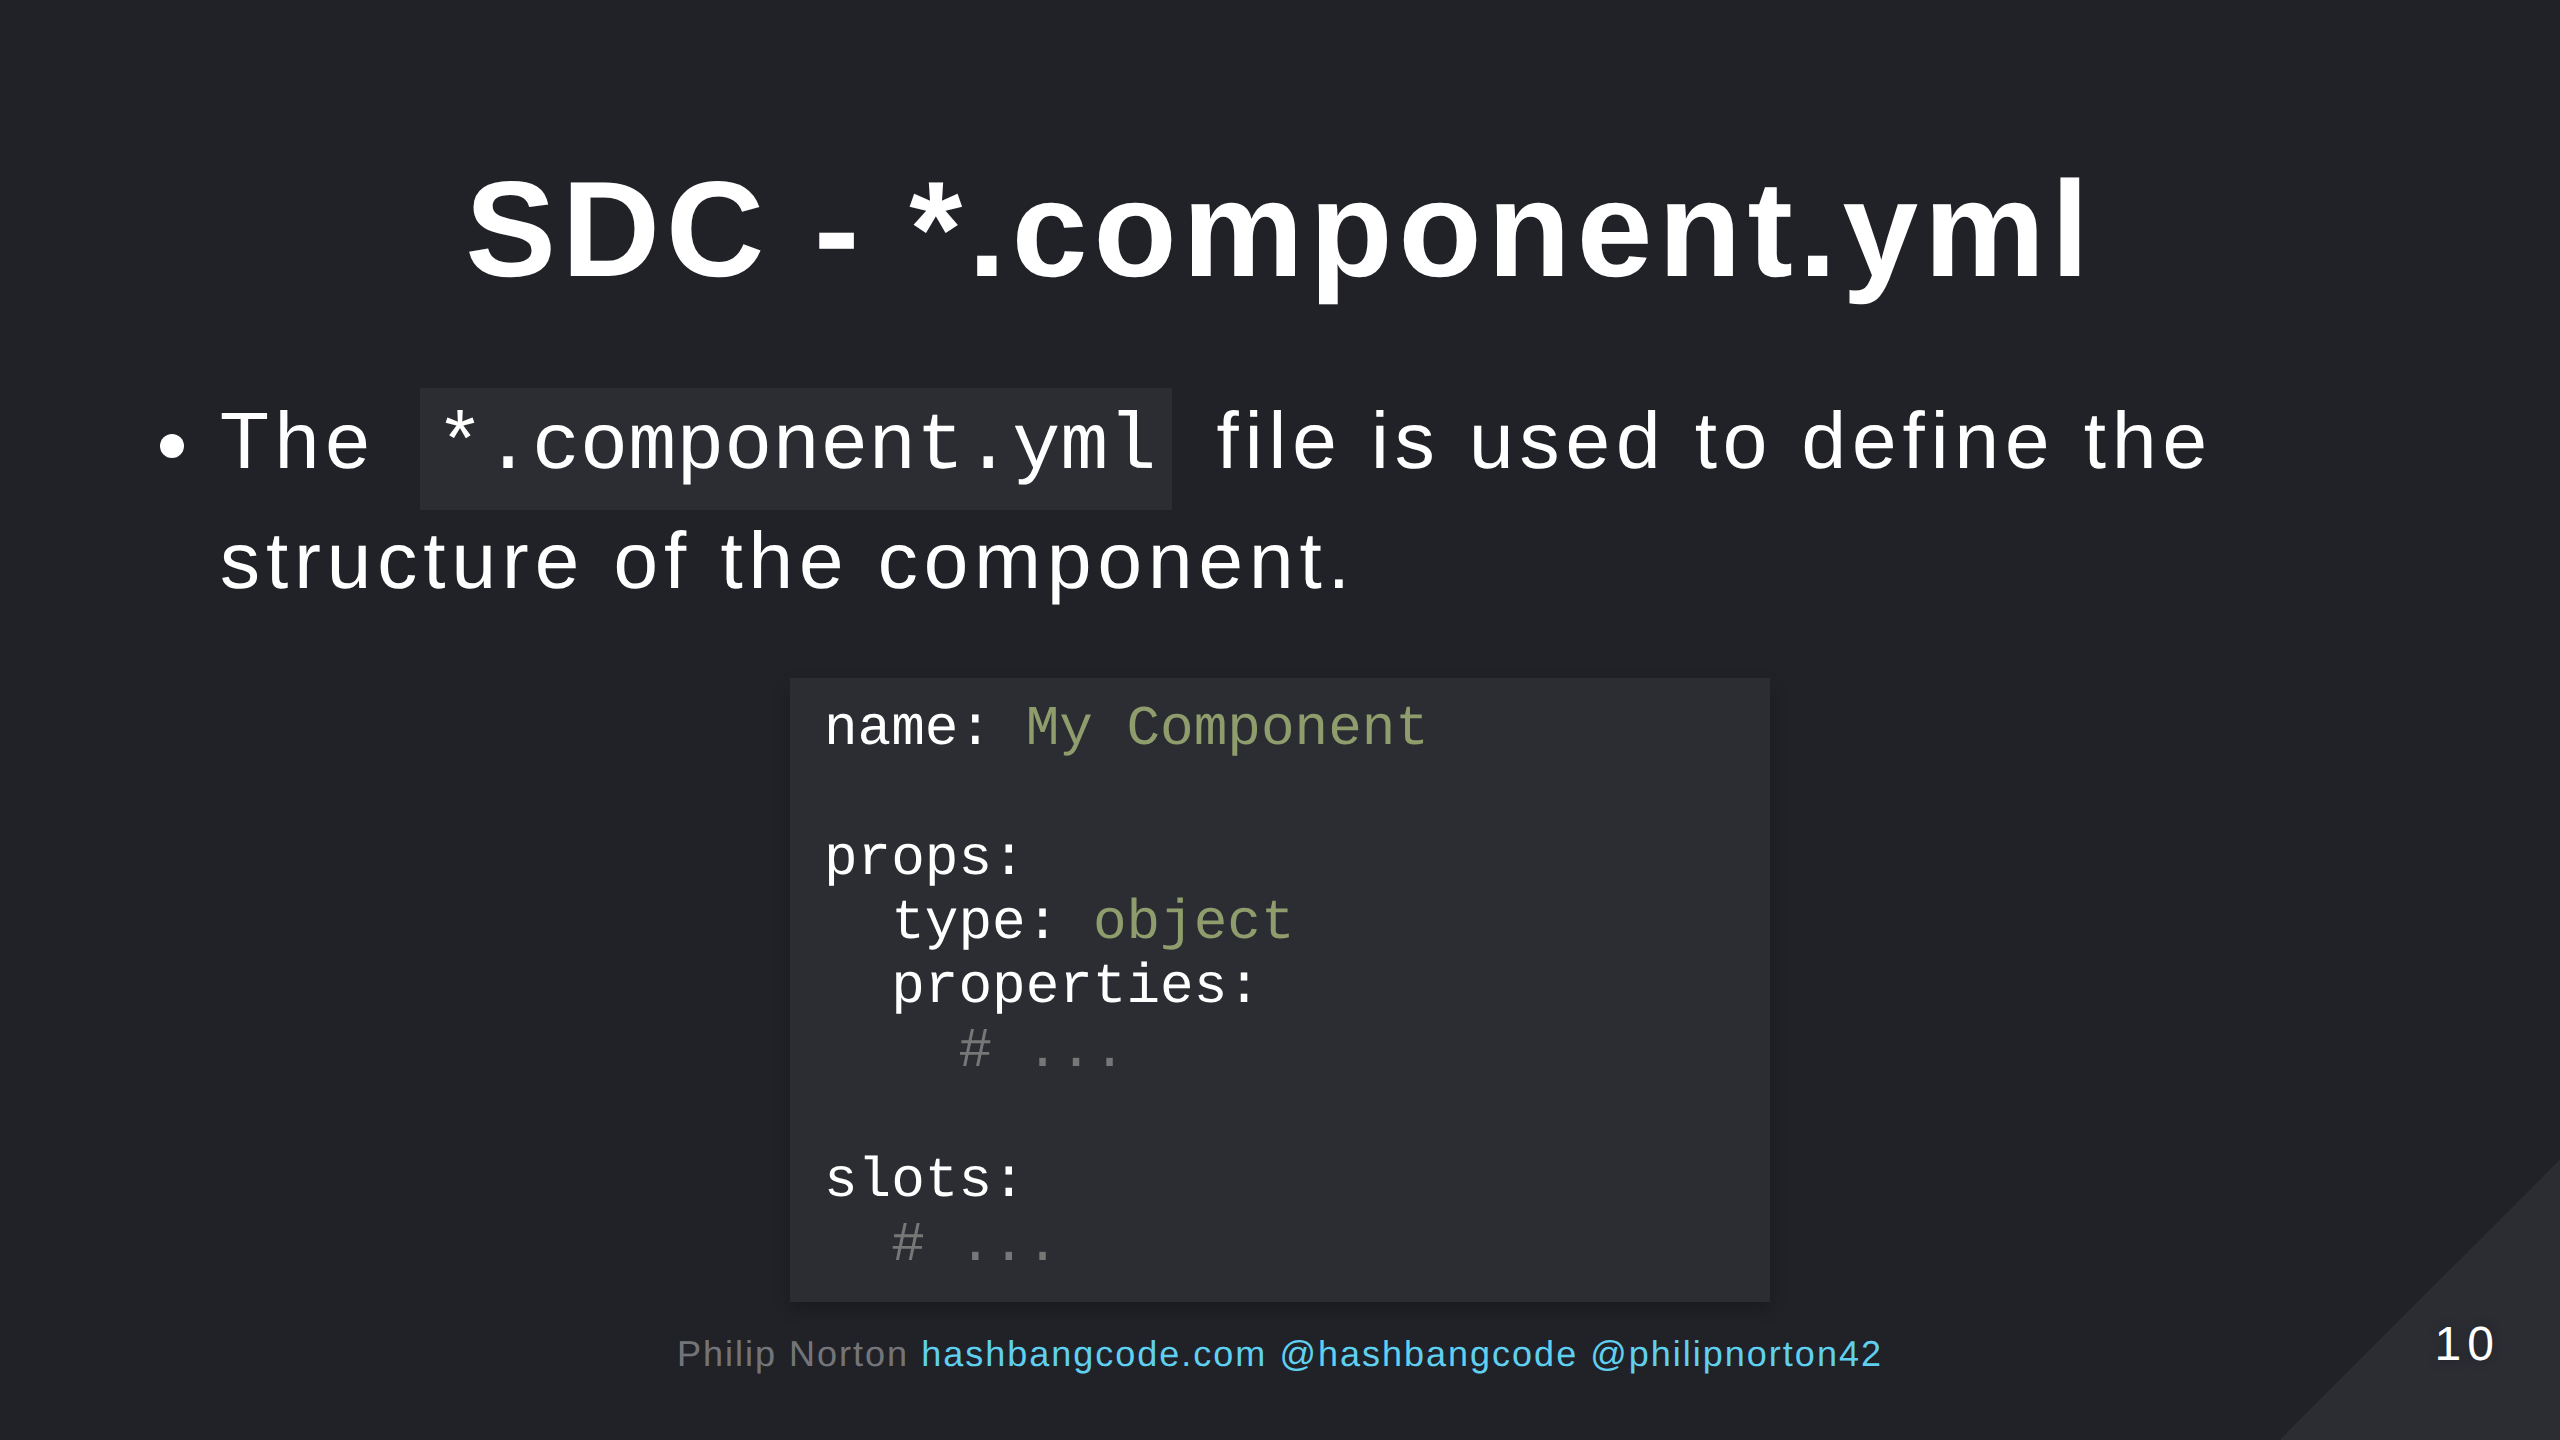 SDC - *.component.yml
• The *.component.yml file is used to define the
structure of the component.
name: My Component
props:
  type: object
  properties:
    # ...
slots:
  # ...
Philip Norton hashbangcode.com @hashbangcode @philipnorton42
10